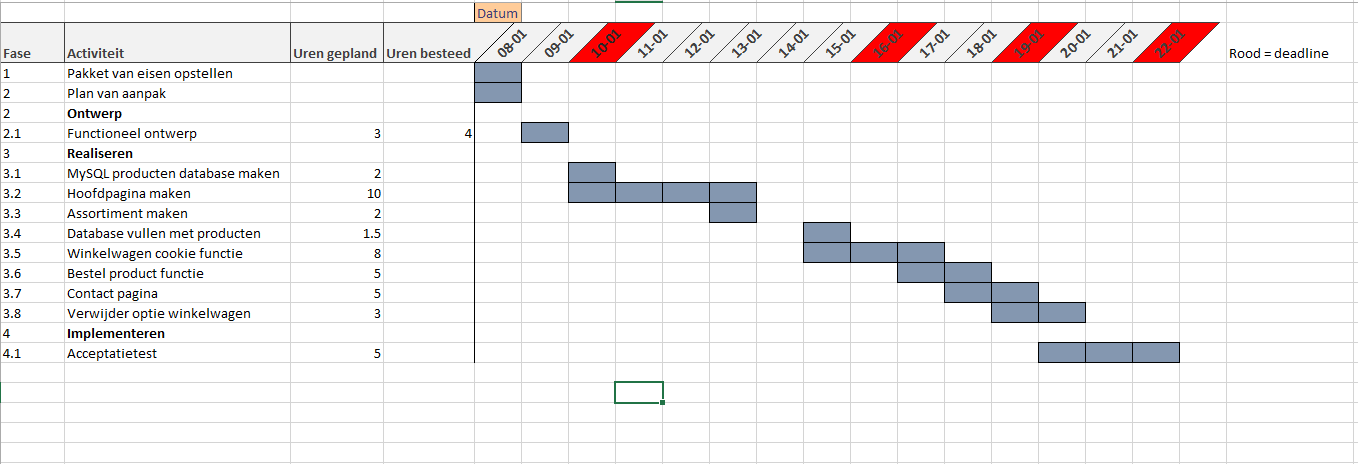 Datum
Fase Activiteit Uren gepland Uren besteed 08-01 09-01 10-01 11-01 12-01 13-01 14-01 15-01 16-01 17-01 18-01 19-01 20-01 21-01 22-01 Rood = deadline
1 Pakket van eisen opstellen
2 Plan van aanpak
2 Ontwerp
2.1 Functioneel ontwerp 3 4
3 Realiseren
3.1 MySQL producten database maken 2
3.2 Hoofdpagina maken 10
3.3 Assortiment maken 2
3.4 Database vullen met producten 1.5
3.5 Winkelwagen cookie functie 8
3.6 Bestel product functie 5
3.7 Contact pagina 5
3.8 Verwijder optie winkelwagen 3
4 Implementeren
4.1 Acceptatietest 5